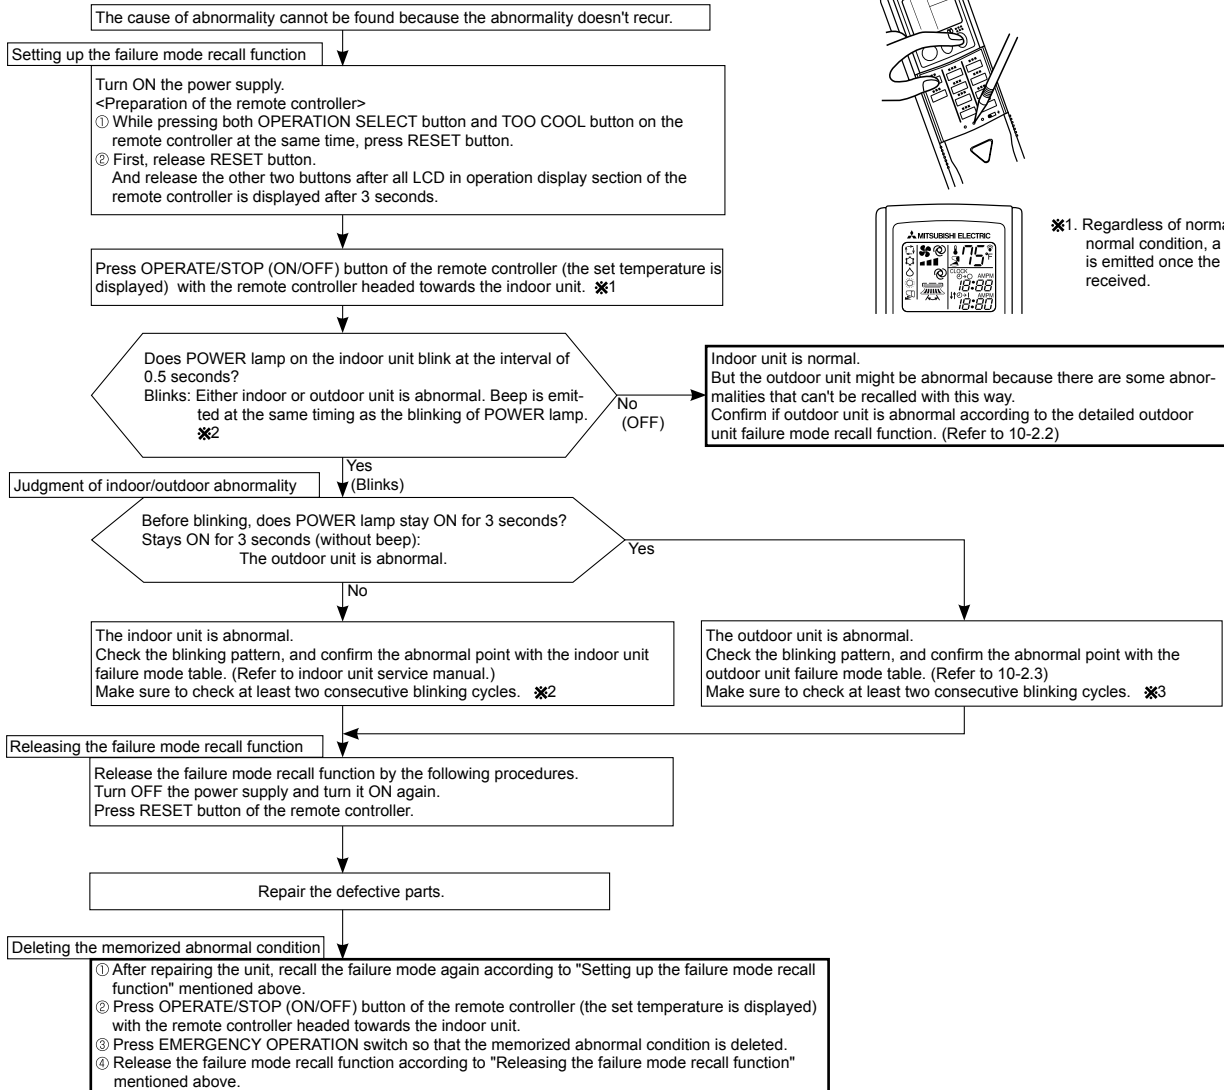 The cause of abnormality cannot be found because the abnormality doesn't recur.
Setting up the failure mode recall function
Turn ON the power supply.
<Preparation of the remote controller>
① While pressing both OPERATION SELECT button and TOO COOL button on the
remote controller at the same time, press RESET button.
② First, release RESET button.
And release the other two buttons after all LCD in operation display section of the
remote controller is displayed after 3 seconds.
MITSUBISHI ELECTRIC
175
°F
CLOCK
AMPM
18:88
AMPM
18:80
※1. Regardless of norma
normal condition, a
is emitted once the
received.
Press OPERATE/STOP (ON/OFF) button of the remote controller (the set temperature is
displayed) with the remote controller headed towards the indoor unit. ※1
Does POWER lamp on the indoor unit blink at the interval of
0.5 seconds?
Blinks: Either indoor or outdoor unit is abnormal. Beep is emit-
ted at the same timing as the blinking of POWER lamp.
※2
No
(OFF)
Indoor unit is normal.
But the outdoor unit might be abnormal because there are some abnor-
malities that can't be recalled with this way.
Confirm if outdoor unit is abnormal according to the detailed outdoor
unit failure mode recall function. (Refer to 10-2.2)
Yes
(Blinks)
Judgment of indoor/outdoor abnormality
Before blinking, does POWER lamp stay ON for 3 seconds?
Stays ON for 3 seconds (without beep):
The outdoor unit is abnormal.
Yes
No
The indoor unit is abnormal.
Check the blinking pattern, and confirm the abnormal point with the indoor unit
failure mode table. (Refer to indoor unit service manual.)
Make sure to check at least two consecutive blinking cycles. ※2
The outdoor unit is abnormal.
Check the blinking pattern, and confirm the abnormal point with the
outdoor unit failure mode table. (Refer to 10-2.3)
Make sure to check at least two consecutive blinking cycles. ※3
Releasing the failure mode recall function
Release the failure mode recall function by the following procedures.
Turn OFF the power supply and turn it ON again.
Press RESET button of the remote controller.
Repair the defective parts.
Deleting the memorized abnormal condition
① After repairing the unit, recall the failure mode again according to "Setting up the failure mode recall
function" mentioned above.
② Press OPERATE/STOP (ON/OFF) button of the remote controller (the set temperature is displayed)
with the remote controller headed towards the indoor unit.
③ Press EMERGENCY OPERATION switch so that the memorized abnormal condition is deleted.
④ Release the failure mode recall function according to "Releasing the failure mode recall function"
mentioned above.